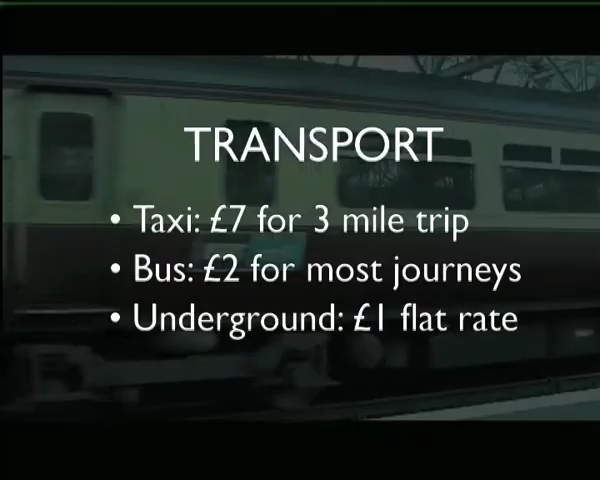 TRANSPORT
• Taxi: £7 for 3 mile trip
• Bus: £2 for most journeys
• Underground: £1 flat rate